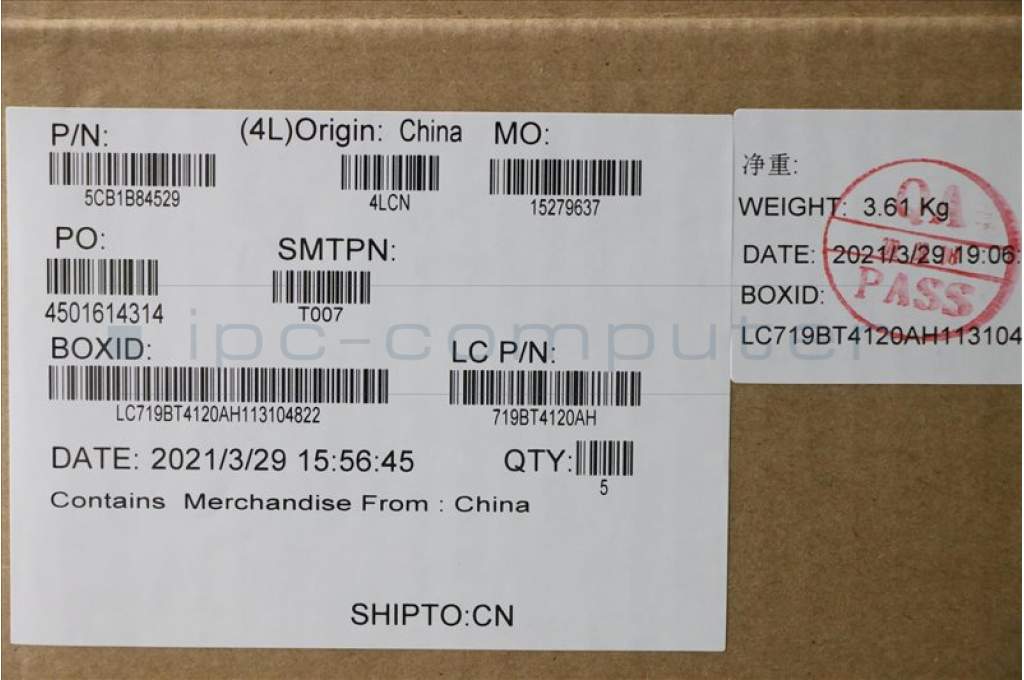 P/N: (4L)Origin: China MO:
5CB1B84529 4LCN 15279637
PO: SMTPN:
4501614314 T007
BOXID: LC P/N:
LC719BT4120AH113104822 719BT4120AH
DATE: 2021/3/29 15:56:45 QTY:
5
Contains Merchandise From : China
SHIPTO:CN
净重:
WEIGHT: 3.61 Kg
DATE: 2021/3/29 19:06:
BOXID:
LC719BT4120AH113104
QA
PASS
ipc-computer